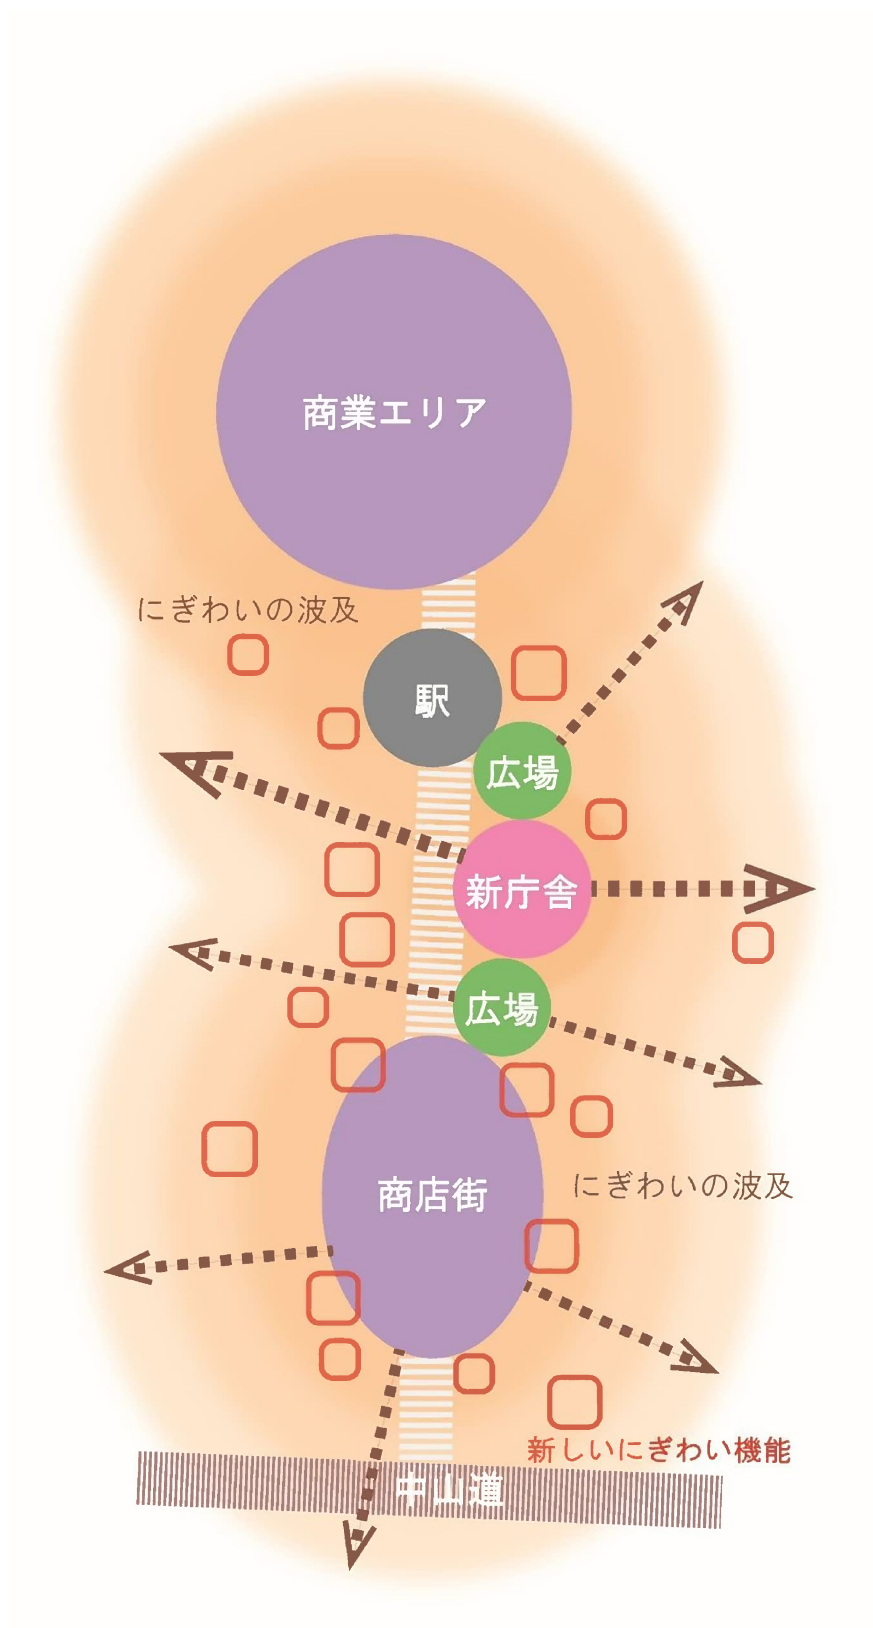 商業エリア
にぎわいの波及
駅
広場
新庁舎
広場
商店街
にぎわいの波及
新しいにぎわい機能
中山道